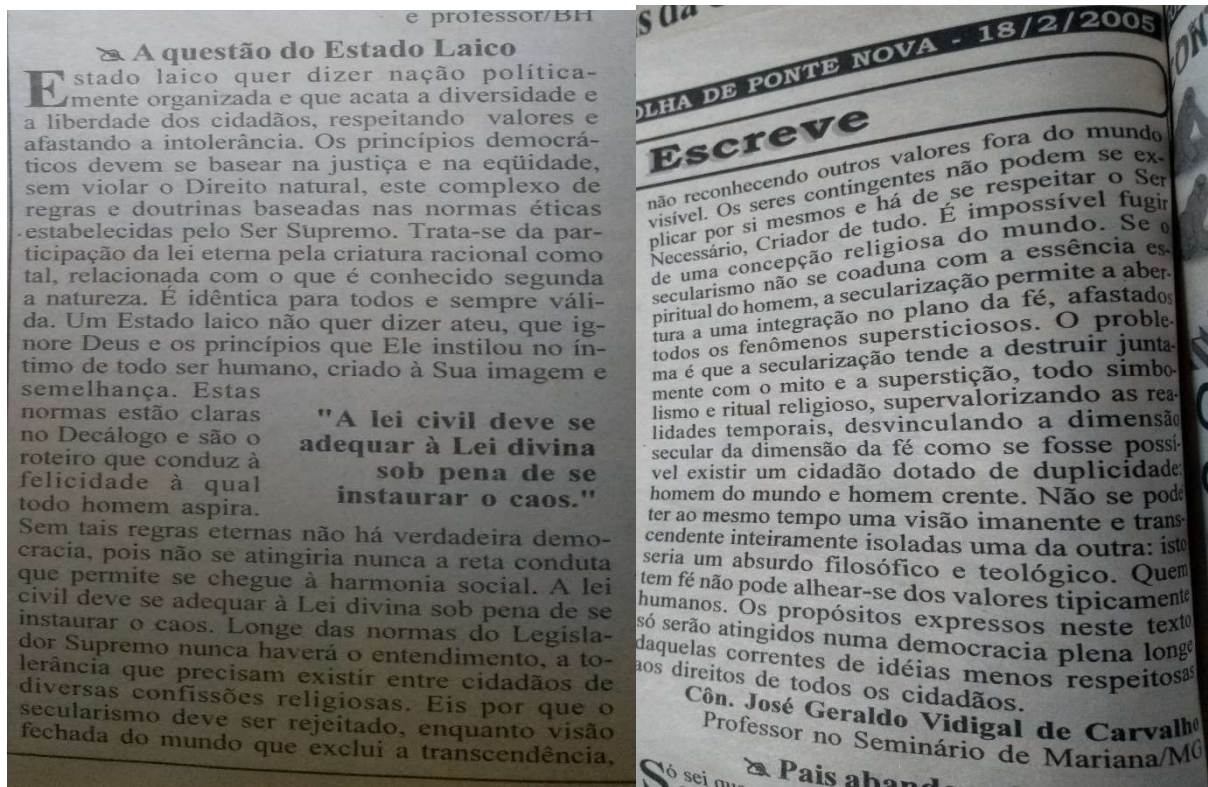 e professor/BH
A questão do Estado Laico
Estado laico quer dizer nação política-
mente organizada e que acata a diversidade e
a liberdade dos cidadãos, respeitando valores e
afastando a intolerância. Os princípios democrá-
ticos devem se basear na justiça e na eqüidade,
sem violar o Direito natural, este complexo de
regras e doutrinas baseadas nas normas éticas
estabelecidas pelo Ser Supremo. Trata-se da par-
ticipação da lei eterna pela criatura racional como
tal, relacionada com o que é conhecido segunda
a natureza. É idêntica para todos e sempre váli-
da. Um Estado laico não quer dizer ateu, que ig-
nore Deus e os princípios que Ele instilou no ín-
timo de todo ser humano, criado à Sua imagem e
semelhança. Estas
normas estão claras
no Decálogo e são o
roteiro que conduz à
felicidade à qual
todo homem aspira.
"A lei civil deve se
adequar à Lei divina
sob pena de se
instaurar o caos."
Sem tais regras eternas não há verdadeira demo-
cracia, pois não se atingiria nunca a reta conduta
que permite se chegue à harmonia social. A lei
civil deve se adequar à Lei divina sob pena de se
instaurar o caos. Longe das normas do Legisla-
dor Supremo nunca haverá o entendimento, a to-
lerância que precisam existir entre cidadãos de
diversas confissões religiosas. Eis por que o
secularismo deve ser rejeitado, enquanto visão
fechada do mundo que exclui a transcendência,
OLHA DE PONTE NOVA - 18/2/2005
Escreve
não reconhecendo outros valores fora do mundo
visível. Os seres contingentes não podem se ex-
plicar por si mesmos e há de se respeitar o Ser
Necessário, Criador de tudo. É impossível fugir
de uma concepção religiosa do mundo. Se o
secularismo não se coaduna com a essência es-
piritual do homem, a secularização permite a aber-
tura a uma integração no plano da fé, afastados
todos os fenômenos supersticiosos. O proble-
ma é que a secularização tende a destruir junta-
mente com o mito e a superstição, todo simbo-
lismo e ritual religioso, supervalorizando as rea-
lidades temporais, desvinculando a dimensão
secular da dimensão da fé como se fosse possí-
vel existir um cidadão dotado de duplicidade:
homem do mundo e homem crente. Não se pode
ter ao mesmo tempo uma visão imanente e trans-
cendente inteiramente isoladas uma da outra: isto
seria um absurdo filosófico e teológico. Quem
tem fé não pode alhear-se dos valores tipicamente
humanos. Os propósitos expressos neste texto
só serão atingidos numa democracia plena longe
daquelas correntes de idéias menos respeitosas
aos direitos de todos os cidadãos.
Côn. José Geraldo Vidigal de Carvalho
Professor no Seminário de Mariana/MG
Pais
Só sei que